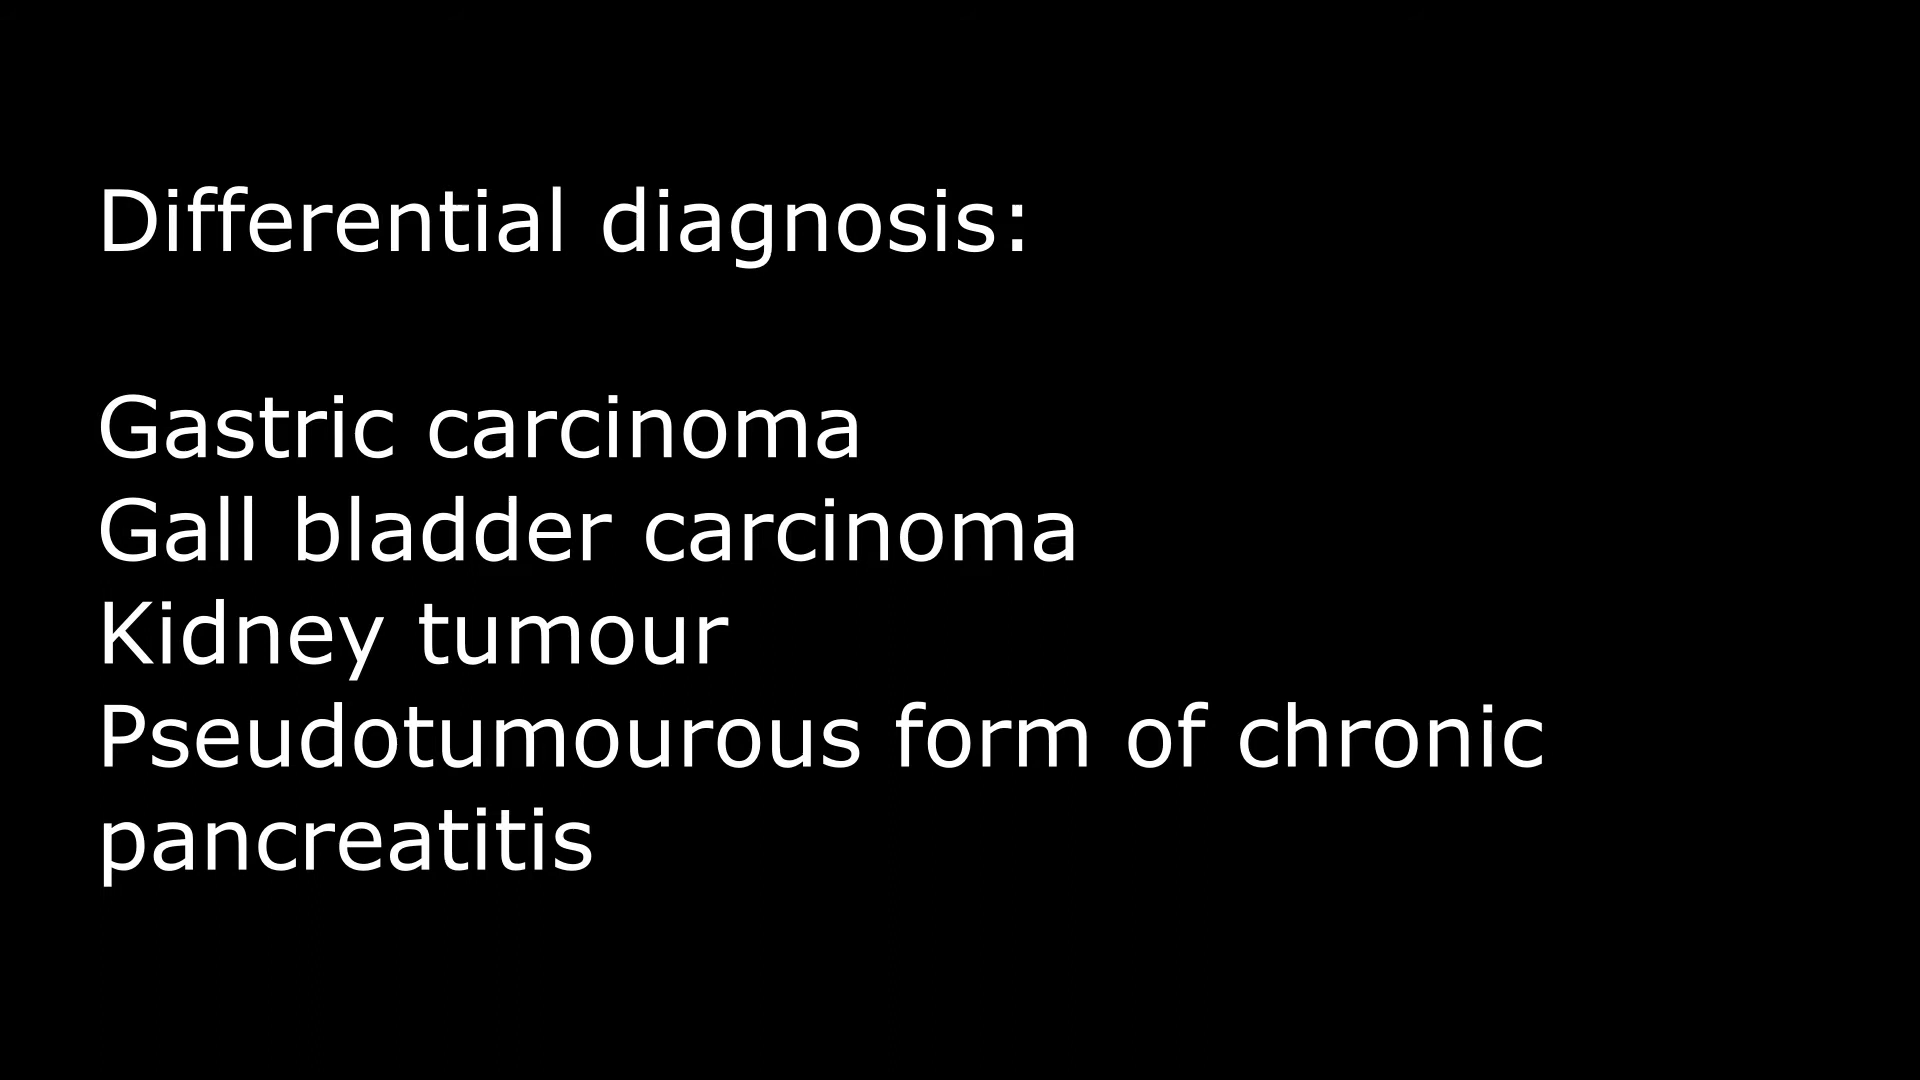 Differential diagnosis:
Gastric carcinoma
Gall bladder carcinoma
Kidney tumour
Pseudotumourous form of chronic
pancreatitis